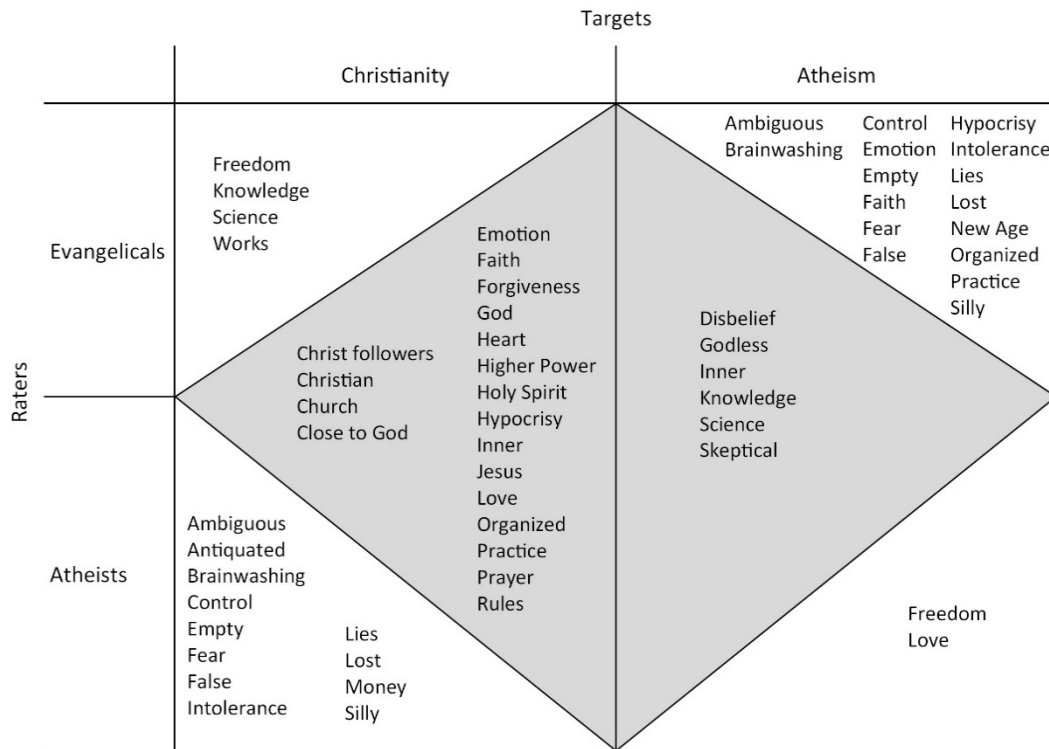 Targets
Christianity
Atheism
Raters
Evangelicals
Freedom
Knowledge
Science
Works
Christ followers
Christian
Church
Close to God
Emotion
Faith
Forgiveness
God
Heart
Higher Power
Holy Spirit
Hypocrisy
Inner
Jesus
Love
Organized
Practice
Prayer
Rules
Ambiguous
Brainwashing
Control
Emotion
Empty
Faith
Fear
False
Hypocrisy
Intolerance
Lies
Lost
New Age
Organized
Practice
Silly
Disbelief
Godless
Inner
Knowledge
Science
Skeptical
Atheists
Ambiguous
Antiquated
Brainwashing
Control
Empty
Fear
False
Intolerance
Lies
Lost
Money
Silly
Freedom
Love